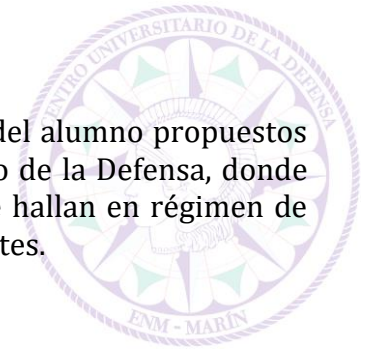 CENTRO UNIVERSITARIO DE LA DEFENSA
del alumno propuestos
de la Defensa, donde
hallan en régimen de
tes.
ENM - MARÍN